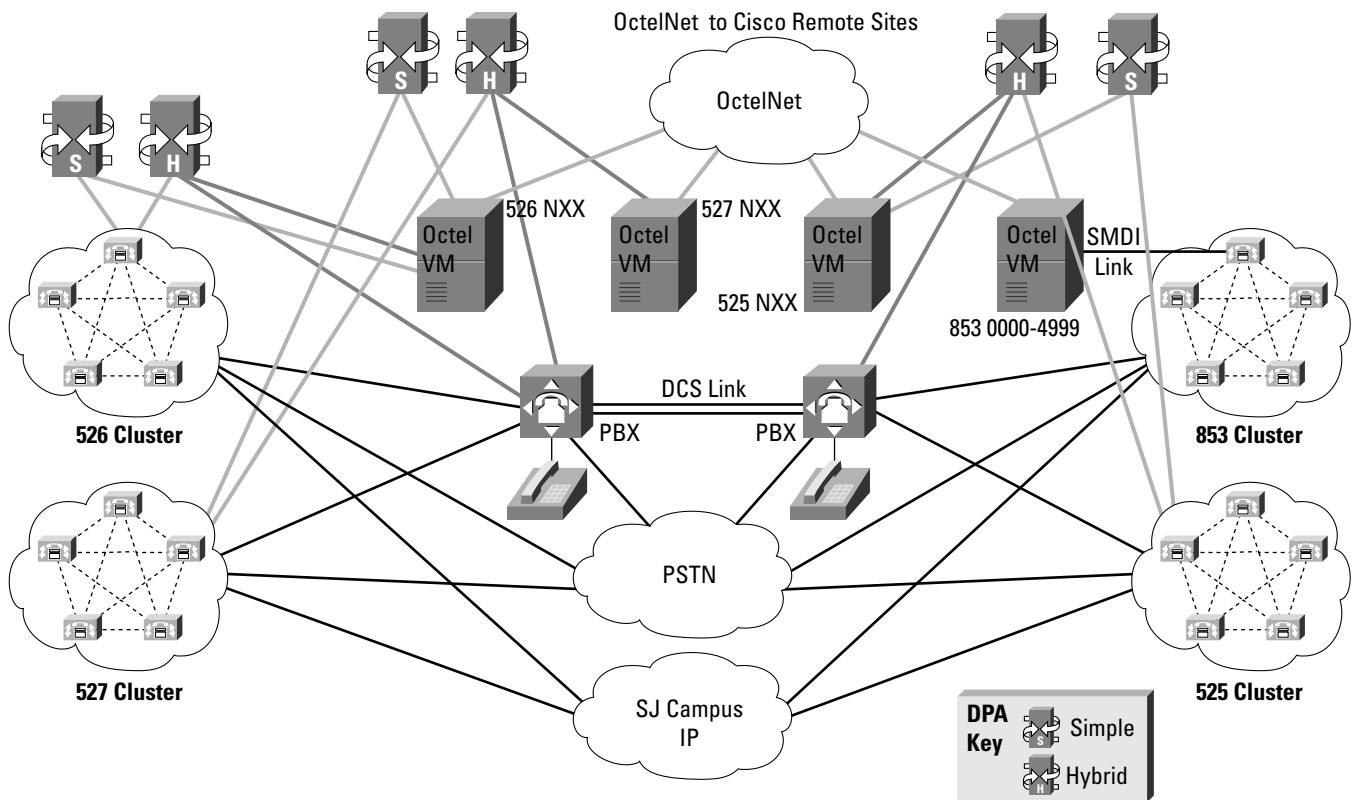 OctelNet to Cisco Remote Sites
S
H
H
S
OctelNet
S
H
526 NXX
527 NXX
Octel
VM
Octel
VM
Octel
VM
Octel
VM
SMDI
Link
525 NXX
853 0000-4999
DCS Link
PBX
PBX
526 Cluster
853 Cluster
PSTN
527 Cluster
525 Cluster
SJ Campus
IP
DPA
Key
S
Simple
H
Hybrid